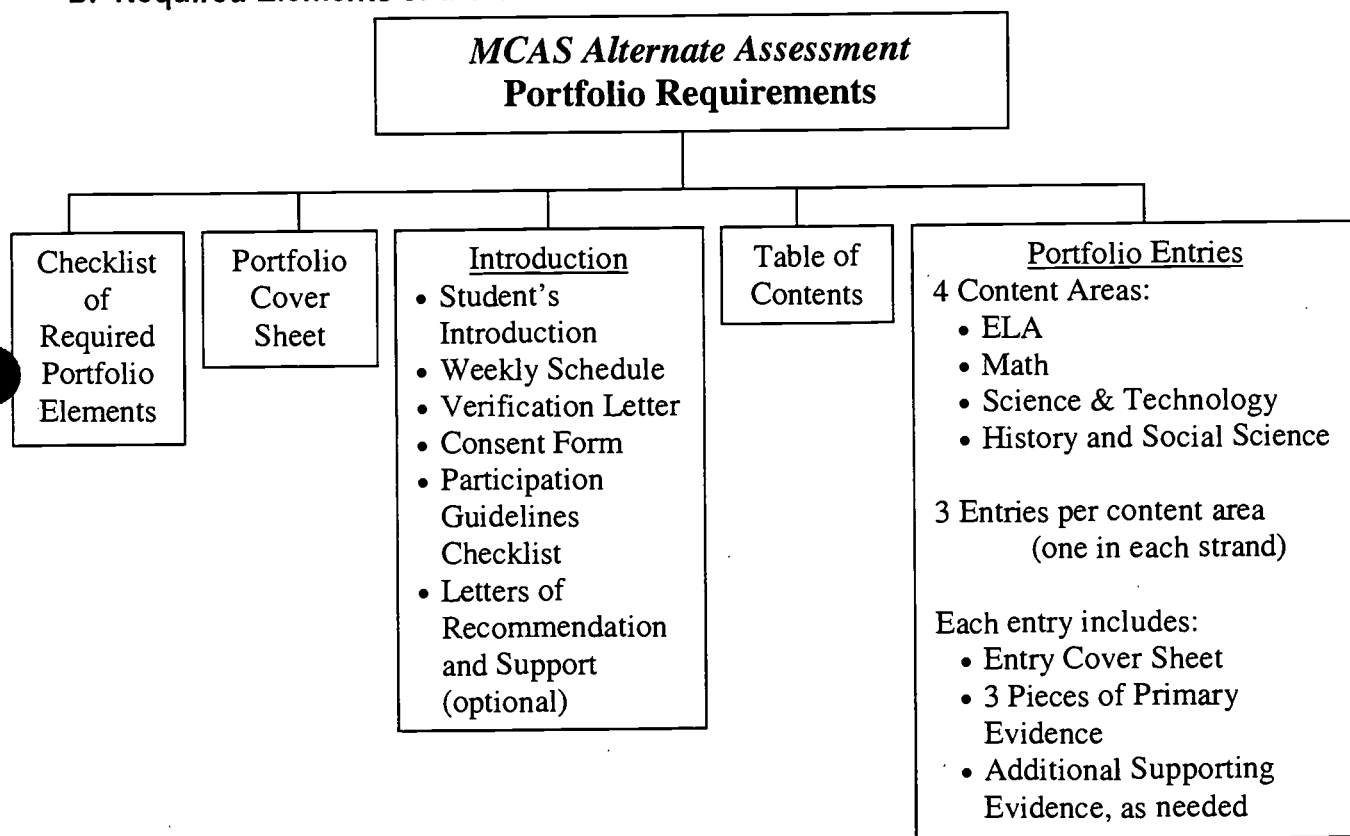 MCAS Alternate Assessment
Portfolio Requirements
Checklist
of
Required
Portfolio
Elements
Portfolio
Cover
Sheet
Introduction
• Student's
Introduction
• Weekly Schedule
• Verification Letter
• Consent Form
• Participation
Guidelines
Checklist
• Letters of
Recommendation
and Support
(optional)
Table of
Contents
Portfolio Entries
4 Content Areas:
• ELA
• Math
• Science & Technology
• History and Social Science
3 Entries per content area
(one in each strand)
Each entry includes:
• Entry Cover Sheet
• 3 Pieces of Primary
Evidence
• Additional Supporting
Evidence, as needed